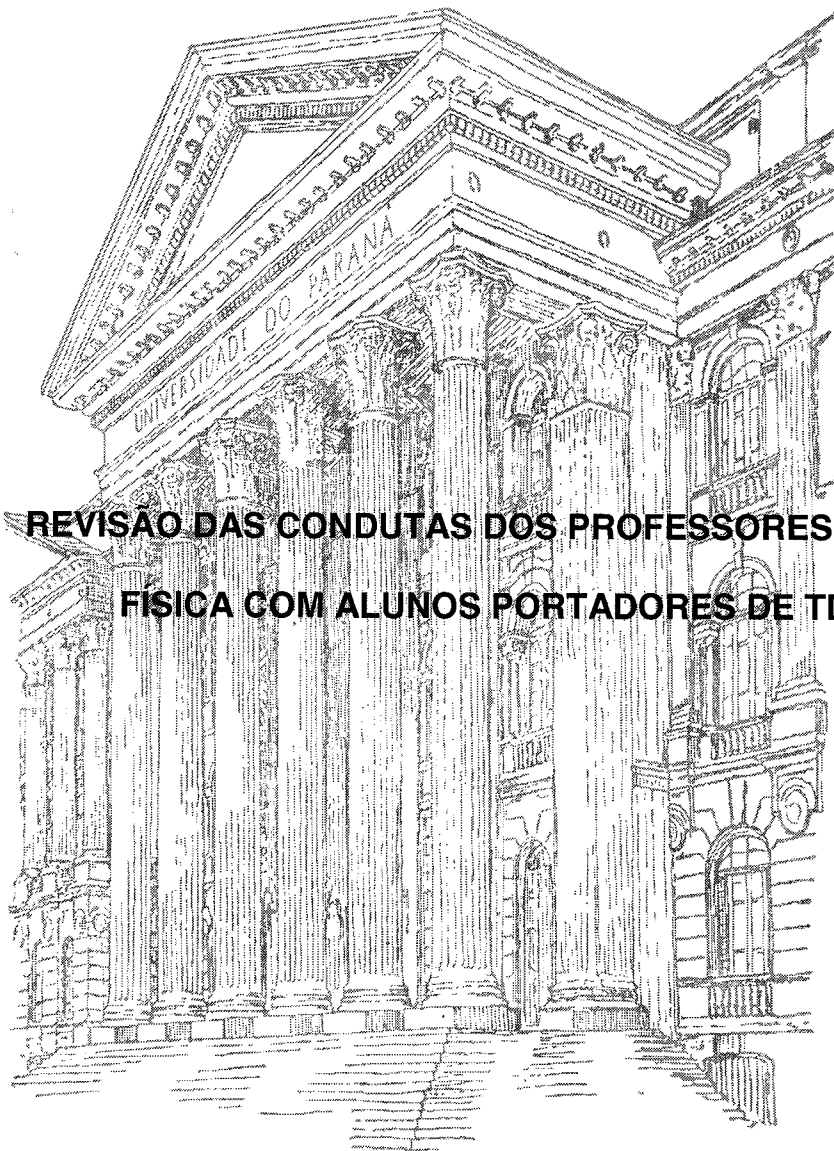 UNIVERSIDADE DO PARANÁ
REVISÃO DAS CONDUTAS DOS PROFESSORES
FÍSICA COM ALUNOS PORTADORES DE